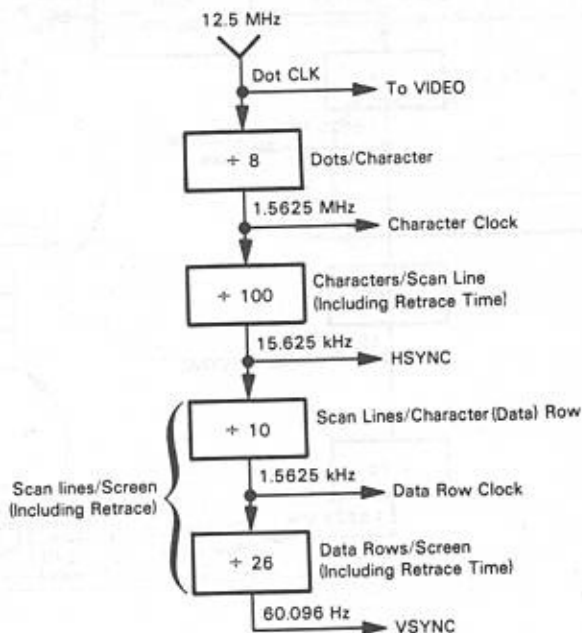 12.5 MHz
Dot CLK
To VIDEO
÷ 8
Dots/Character
1.5625 MHz
Character Clock
÷ 100
Characters/Scan Line
(Including Retrace Time)
15.625 kHz
HSYNC
÷ 10
Scan Lines/Character(Data) Row
1.5625 kHz
Data Row Clock
Scan lines/Screen
(Including Retrace)
÷ 26
Data Rows/Screen
(Including Retrace Time)
60.096 Hz
VSYNC